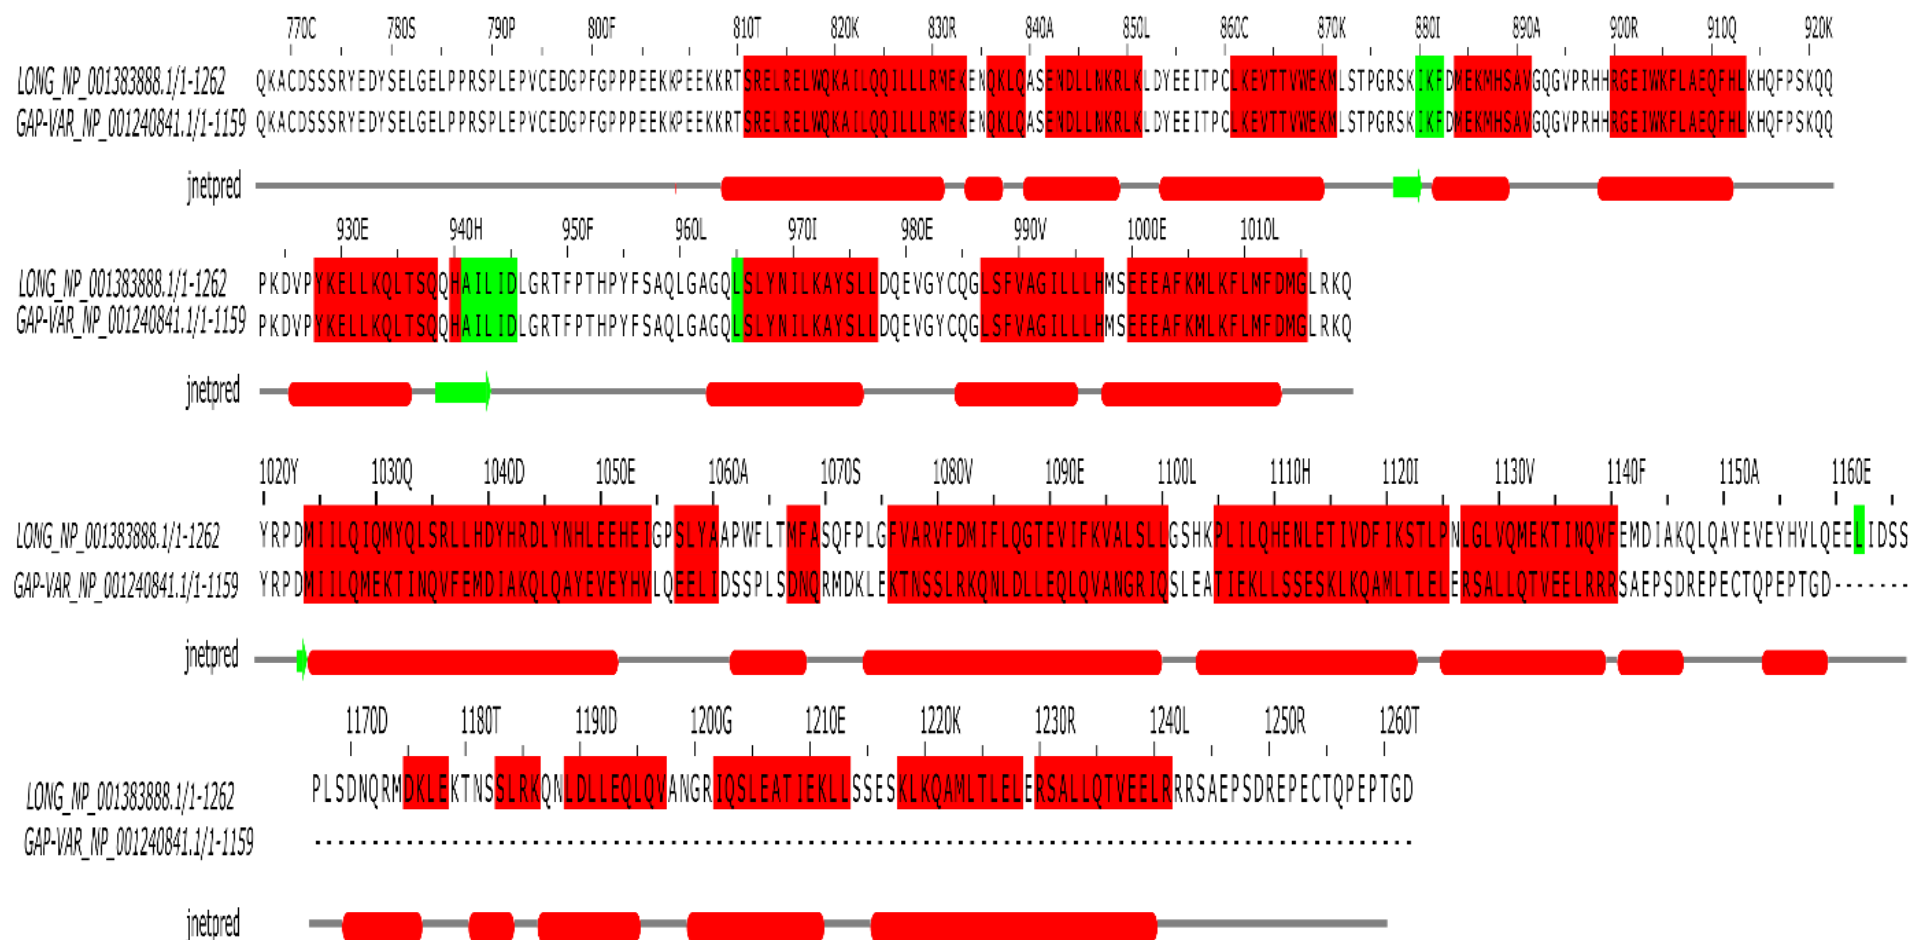 770C 780S 790P 800F 810T 820K 830R 840A 850L 860C 870K 880I 890A 900R 910Q 920K
LONG_NP_001383888.1/1-1262 QKACDSSSRYEDYSELGELPPRSPLEPVCEDGPFGPPPEEKKPEEKKRTSRELRELWQKAILQQILLLRMEKENQKLQASENDLLNKRLKLDYEEITPCLKEVTTVWEKMLSTPGRSKIKFDMEKMHSAVGQGVPRHHRGEIWKFLAEQFHLKHQFPSKQQ
GAP-VAR_NP_001240841.1/1-1159 QKACDSSSRYEDYSELGELPPRSPLEPVCEDGPFGPPPEEKKPEEKKRTSRELRELWQKAILQQILLLRMEKENQKLQASENDLLNKRLKLDYEEITPCLKEVTTVWEKMLSTPGRSKIKFDMEKMHSAVGQGVPRHHRGEIWKFLAEQFHLKHQFPSKQQ
jnetpred
930E 940H 950F 960L 970I 980E 990V 1000E 1010L
LONG_NP_001383888.1/1-1262 PKDVPYKELLKQLTSQQHAILIDLGRTFPTHPYFSAQLGAGQLSLYNILKAYSLLDQEVGYCQGLSFVAGILLLHMSEEEAFKMLKFLMFDMGLRKQ
GAP-VAR_NP_001240841.1/1-1159 PKDVPYKELLKQLTSQQHAILIDLGRTFPTHPYFSAQLGAGQLSLYNILKAYSLLDQEVGYCQGLSFVAGILLLHMSEEEAFKMLKFLMFDMGLRKQ
jnetpred
1020Y 1030Q 1040D 1050E 1060A 1070S 1080V 1090E 1100L 1110H 1120I 1130V 1140F 1150A 1160E
LONG_NP_001383888.1/1-1262 YRPDMIILQIQMYQLSRLLHDYHRDLYNHLEEHEIGPSLYAAPWFLTMFASQFPLGFVARVFDMIFLQGTEVIFKVALSLLGSHKPLILQHENLETIVDFIKSTLPNLGLVQMEKTINQVFEMDIAKQLQAYEVEYHVLQEELIDSS
GAP-VAR_NP_001240841.1/1-1159 YRPDMIILQMEKTINQVFEMDIAKQLQAYEVEYHVLQEELIDSSPLSDNQRMDKLEKTNSSLRKQNLDLLEQLQVANGRIQSLEATIEKLLSSESKLKQAMLTLELERSALLQTVEELRRRSAEPSDREPECTQPEPTGD-------
jnetpred
1170D 1180T 1190D 1200G 1210E 1220K 1230R 1240L 1250R 1260T
LONG_NP_001383888.1/1-1262 PLSDNQRMDKLEKTNSSLRKQNLDLLEQLQVANGRIQSLEATIEKLLSSESKLKQAMLTLELERSALLQTVEELRRRSAEPSDREPECTQPEPTGD
GAP-VAR_NP_001240841.1/1-1159 ------------------------------------------------------------------------------------------------
jnetpred